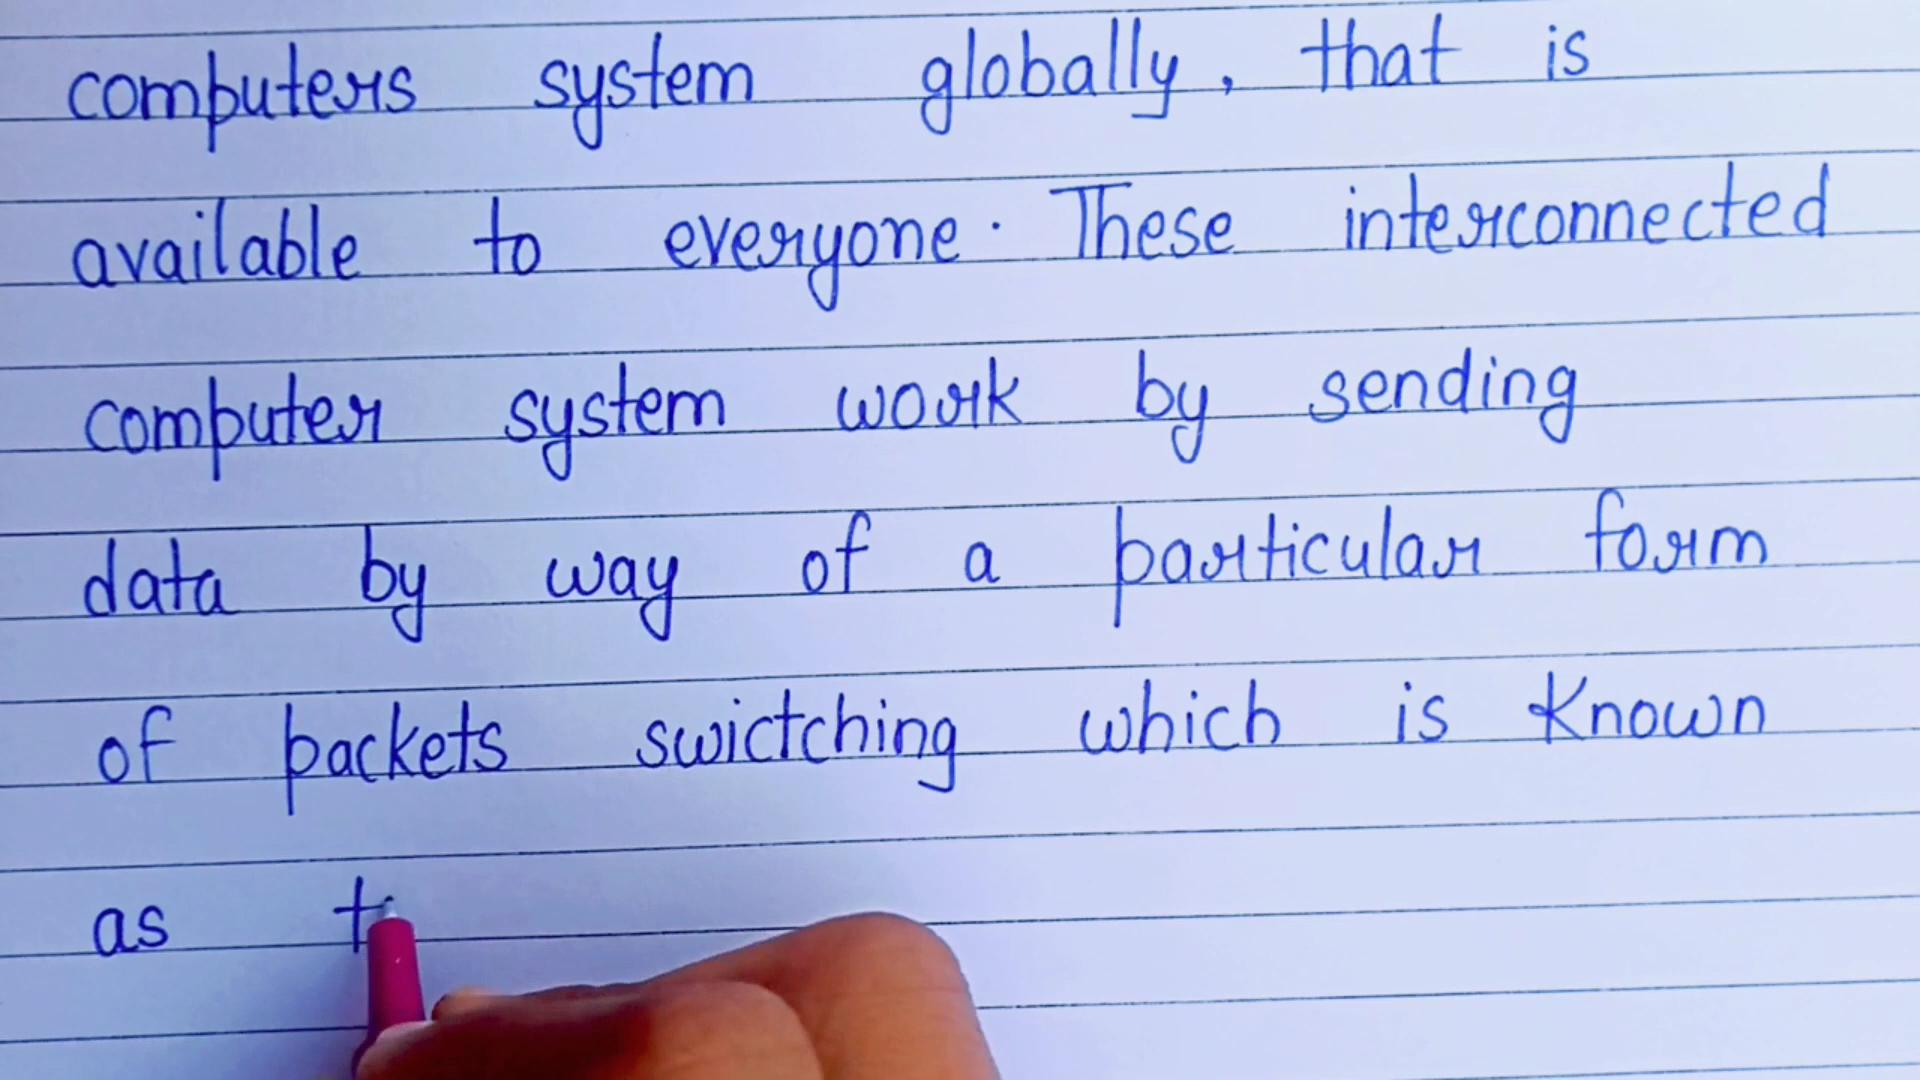 computers system globally, that is
available to everyone. These interconnected
computer system work by sending
data by way of a particular form
of packets swictching which is Known
as t